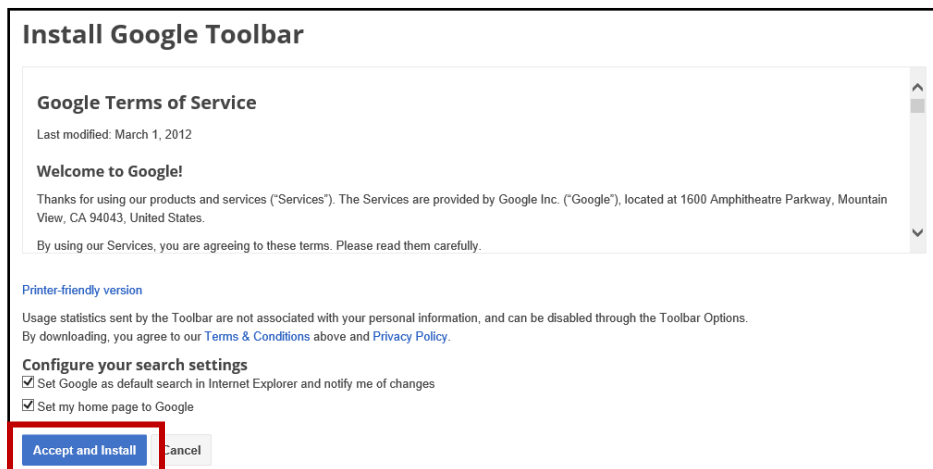 Install Google Toolbar
Google Terms of Service
Last modified: March 1, 2012
Welcome to Google!
Thanks for using our products and services (“Services”). The Services are provided by Google Inc. (“Google”), located at 1600 Amphitheatre Parkway, Mountain
View, CA 94043, United States.
By using our Services, you are agreeing to these terms. Please read them carefully.
Printer-friendly version
Usage statistics sent by the Toolbar are not associated with your personal information, and can be disabled through the Toolbar Options.
By downloading, you agree to our Terms & Conditions above and Privacy Policy.
Configure your search settings
Set Google as default search in Internet Explorer and notify me of changes
Set my home page to Google
Accept and Install Cancel